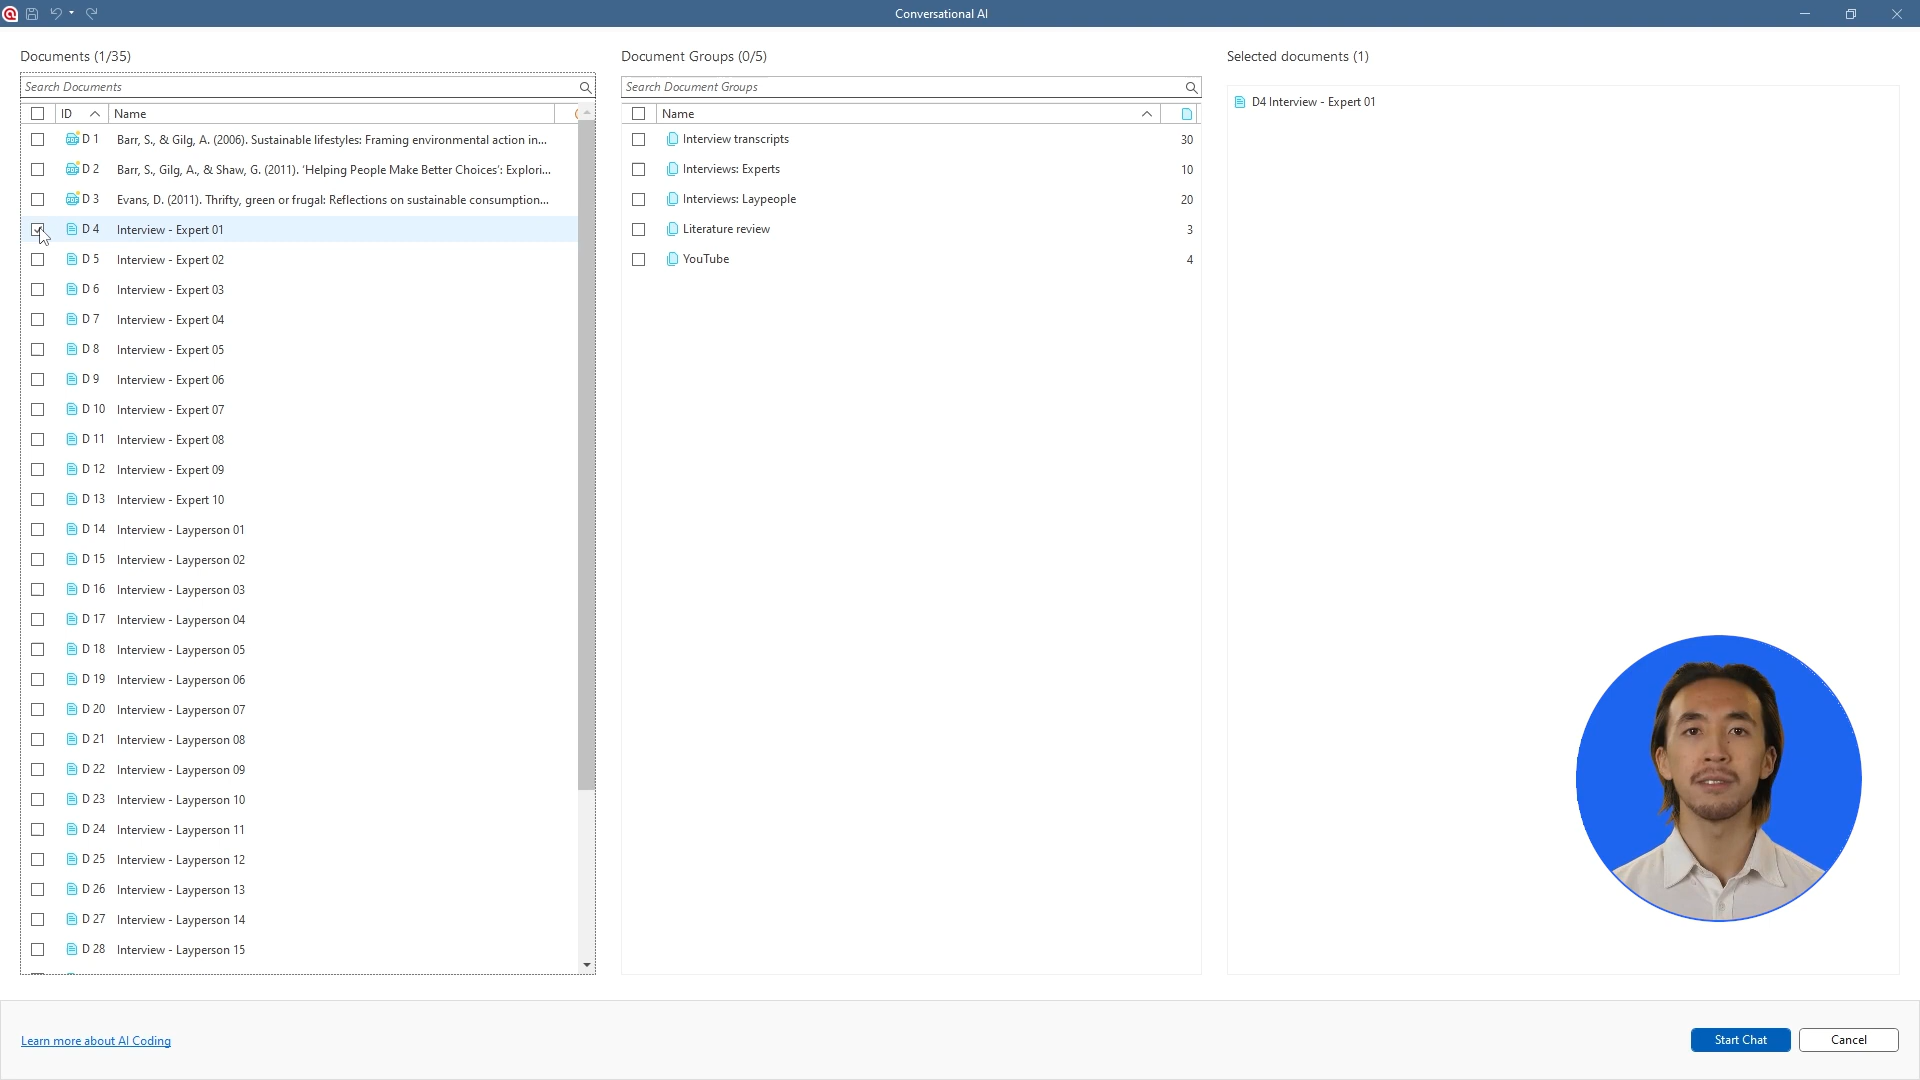 Conversational AI
Documents (1/35)
Search Documents
ID Name
D 1 Barr, S., & Gilg, A. (2006). Sustainable lifestyles: Framing environmental action in...
D 2 Barr, S., Gilg, A., & Shaw, G. (2011). ‘Helping People Make Better Choices’: Explori...
D 3 Evans, D. (2011). Thrifty, green or frugal: Reflections on sustainable consumption...
D 4 Interview - Expert 01
D 5 Interview - Expert 02
D 6 Interview - Expert 03
D 7 Interview - Expert 04
D 8 Interview - Expert 05
D 9 Interview - Expert 06
D 10 Interview - Expert 07
D 11 Interview - Expert 08
D 12 Interview - Expert 09
D 13 Interview - Expert 10
D 14 Interview - Layperson 01
D 15 Interview - Layperson 02
D 16 Interview - Layperson 03
D 17 Interview - Layperson 04
D 18 Interview - Layperson 05
D 19 Interview - Layperson 06
D 20 Interview - Layperson 07
D 21 Interview - Layperson 08
D 22 Interview - Layperson 09
D 23 Interview - Layperson 10
D 24 Interview - Layperson 11
D 25 Interview - Layperson 12
D 26 Interview - Layperson 13
D 27 Interview - Layperson 14
D 28 Interview - Layperson 15
Document Groups (0/5)
Search Document Groups
Name
Interview transcripts 30
Interviews: Experts 10
Interviews: Laypeople 20
Literature review 3
YouTube 4
Selected documents (1)
D4 Interview - Expert 01
Learn more about AI Coding
Start Chat
Cancel